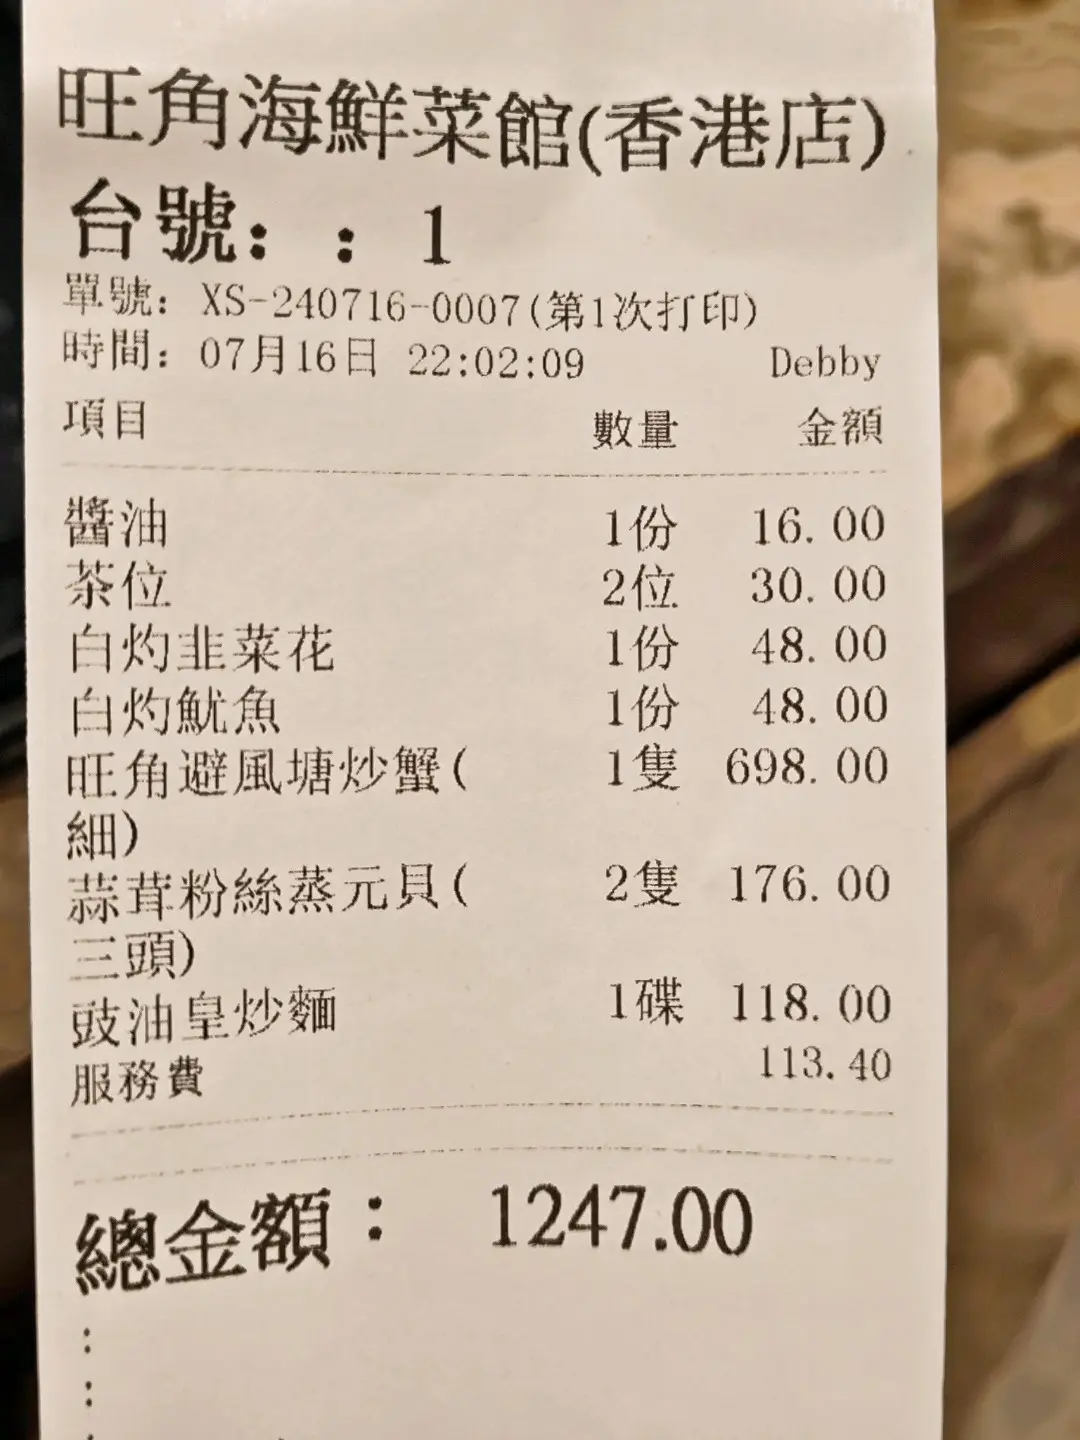 旺角海鮮菜館(香港店)
台號：：1
單號：XS-240716-0007(第1次打印)
時間：07月16日 22:02:09 Debby
項目 數量 金額
醬油 1份 16.00
茶位 2位 30.00
白灼韭菜花 1份 48.00
白灼魷魚 1份 48.00
旺角避風塘炒蟹( 1隻 698.00
細)
蒜茸粉絲蒸元貝( 2隻 176.00
三頭)
豉油皇炒麵 1碟 118.00
服務費 113.40
總金額： 1247.00
:
: